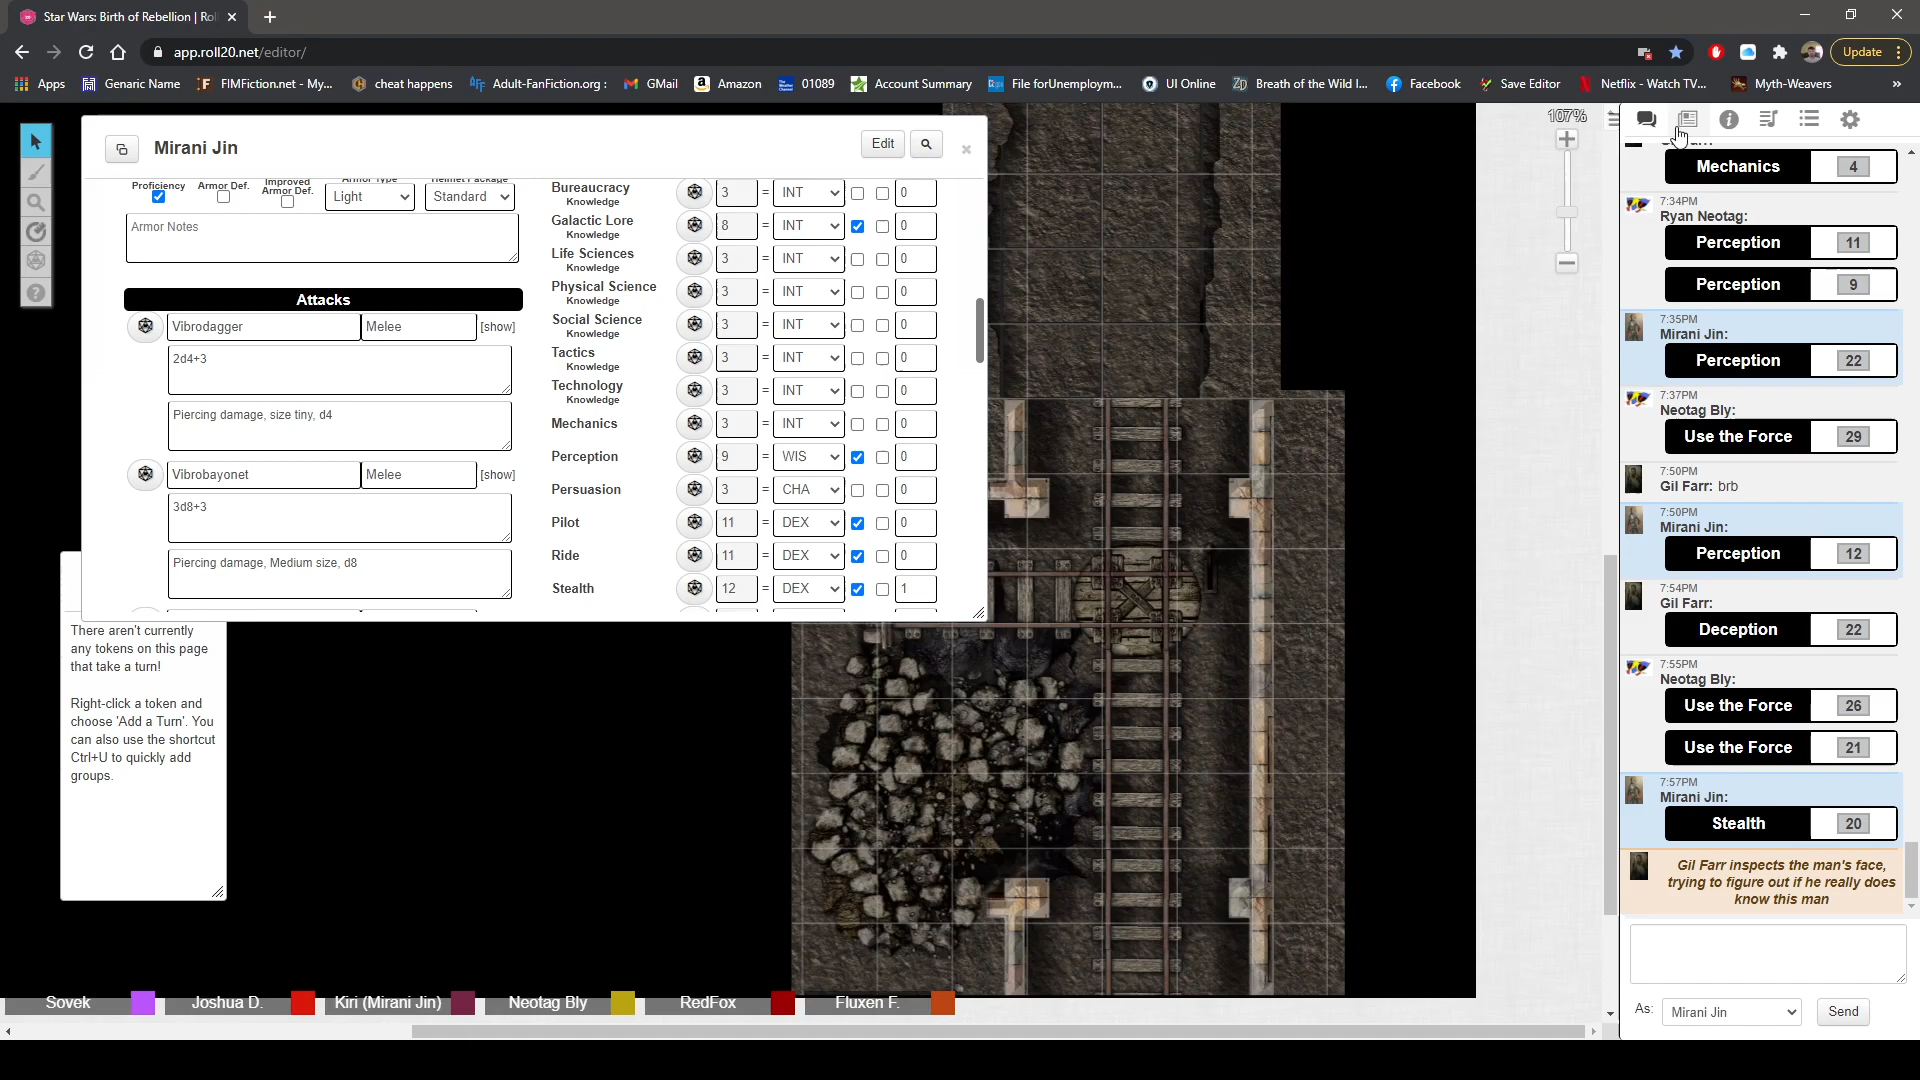 Star Wars: Birth of Rebellion | Rol
app.roll20.net/editor/
Update
Apps
Genaric Name
FIMFiction.net - My...
cheat happens
Adult-FanFiction.org :
GMail
Amazon
01089
Account Summary
File forUnemploym...
UI Online
Breath of the Wild I...
Facebook
Save Editor
Netflix - Watch TV...
Myth-Weavers
»
107%
Mirani Jin
Edit
Proficiency
Armor Def.
Improved
Armor Def.
Armor Type
Light
Helmet Package
Standard
Armor Notes
Attacks
Vibrodagger
Melee
[show]
2d4+3
Piercing damage, size tiny, d4
Vibrobayonet
Melee
[show]
3d8+3
Piercing damage, Medium size, d8
Bureaucracy
Knowledge
3 = INT 0
Galactic Lore
Knowledge
8 = INT 0
Life Sciences
Knowledge
3 = INT 0
Physical Science
Knowledge
3 = INT 0
Social Science
Knowledge
3 = INT 0
Tactics
Knowledge
3 = INT 0
Technology
Knowledge
3 = INT 0
Mechanics 3 = INT 0
Perception 9 = WIS 0
Persuasion 3 = CHA 0
Pilot 11 = DEX 0
Ride 11 = DEX 0
Stealth 12 = DEX 1
There aren't currently
any tokens on this page
that take a turn!
Right-click a token and
choose 'Add a Turn'. You
can also use the shortcut
Ctrl+U to quickly add
groups.
Sovek
Joshua D.
Kiri (Mirani Jin)
Neotag Bly
RedFox
Fluxen F.
Mechanics 4
7:34PM
Ryan Neotag:
Perception 11
Perception 9
7:35PM
Mirani Jin:
Perception 22
7:37PM
Neotag Bly:
Use the Force 29
7:50PM
Gil Farr: brb
7:50PM
Mirani Jin:
Perception 12
7:54PM
Gil Farr:
Deception 22
7:55PM
Neotag Bly:
Use the Force 26
Use the Force 21
7:57PM
Mirani Jin:
Stealth 20
Gil Farr inspects the man's face,
trying to figure out if he really does
know this man
As: Mirani Jin
Send